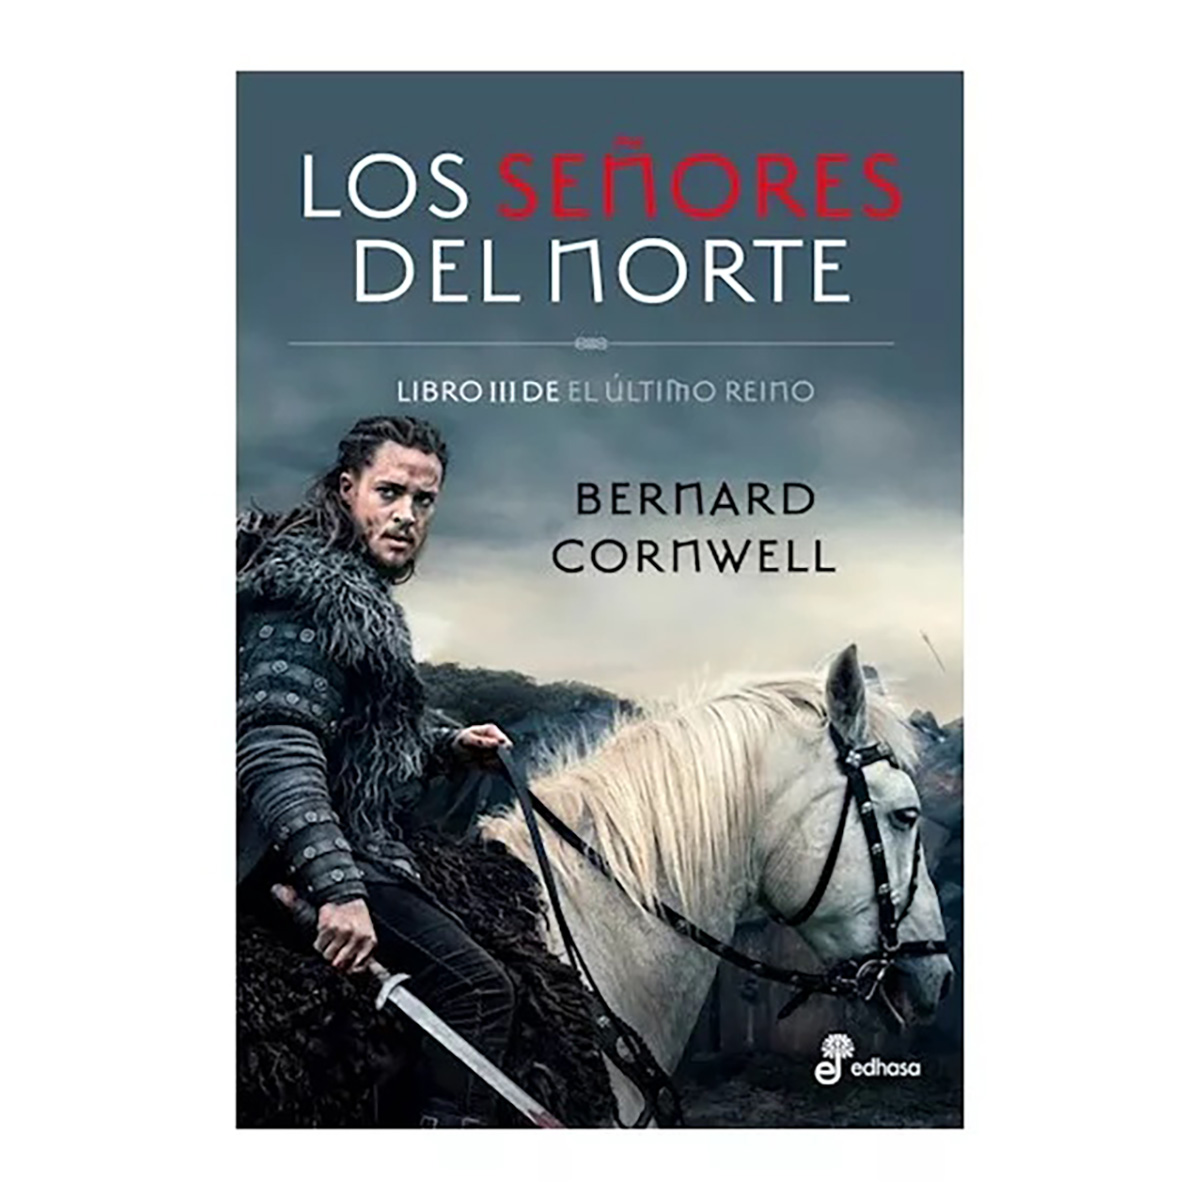 LOS SEÑORES
DEL NORTE
LIBRO III DE EL ÚLTIMO REINO
BERNARD
CORNWELL
edhasa